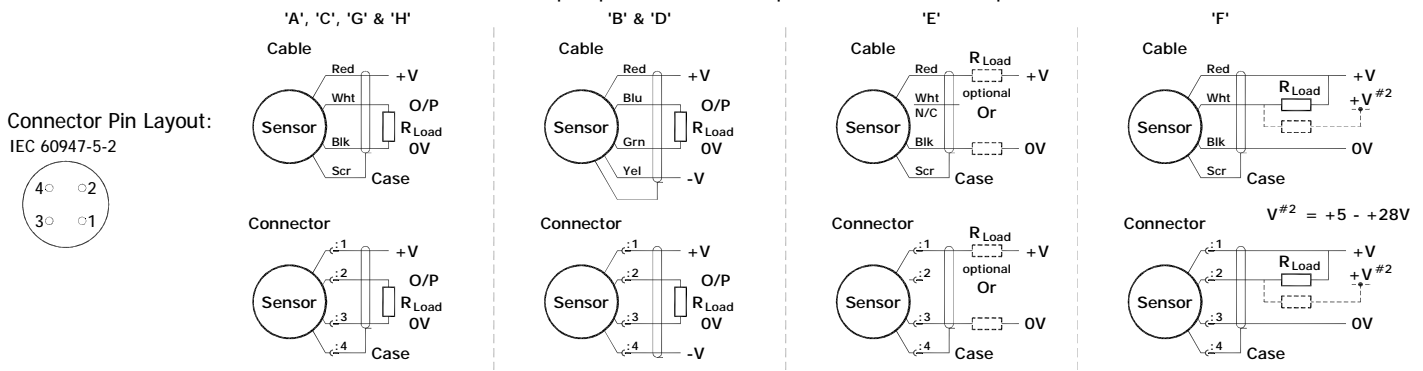 'A', 'C', 'G' & 'H'
'B' & 'D'
'E'
'F'
Connector Pin Layout:
IEC 60947-5-2
4 2
3 1
Cable
Sensor
Red +V
Wht O/P
RLoad
Blk 0V
Scr Case
Connector
Sensor
:1 +V
:2 O/P
RLoad
:3 0V
:4 Case
Cable
Sensor
Red +V
Blu O/P
RLoad
Grn 0V
Yel -V
Connector
Sensor
:1 +V
:2 O/P
RLoad
:3 0V
:4 -V
Cable
Sensor
RLoad
Red +V
optional
Wht
N/C Or
Blk 0V
Scr Case
Connector
Sensor
RLoad
:1 +V
optional
:2 Or
:3 0V
:4 Case
Cable
Sensor
Red +V
RLoad
Wht +V#2
Blk 0V
Scr Case
V#2 = +5 - +28V
Connector
Sensor
:1 +V
RLoad
:2 +V#2
:3 0V
:4 Case